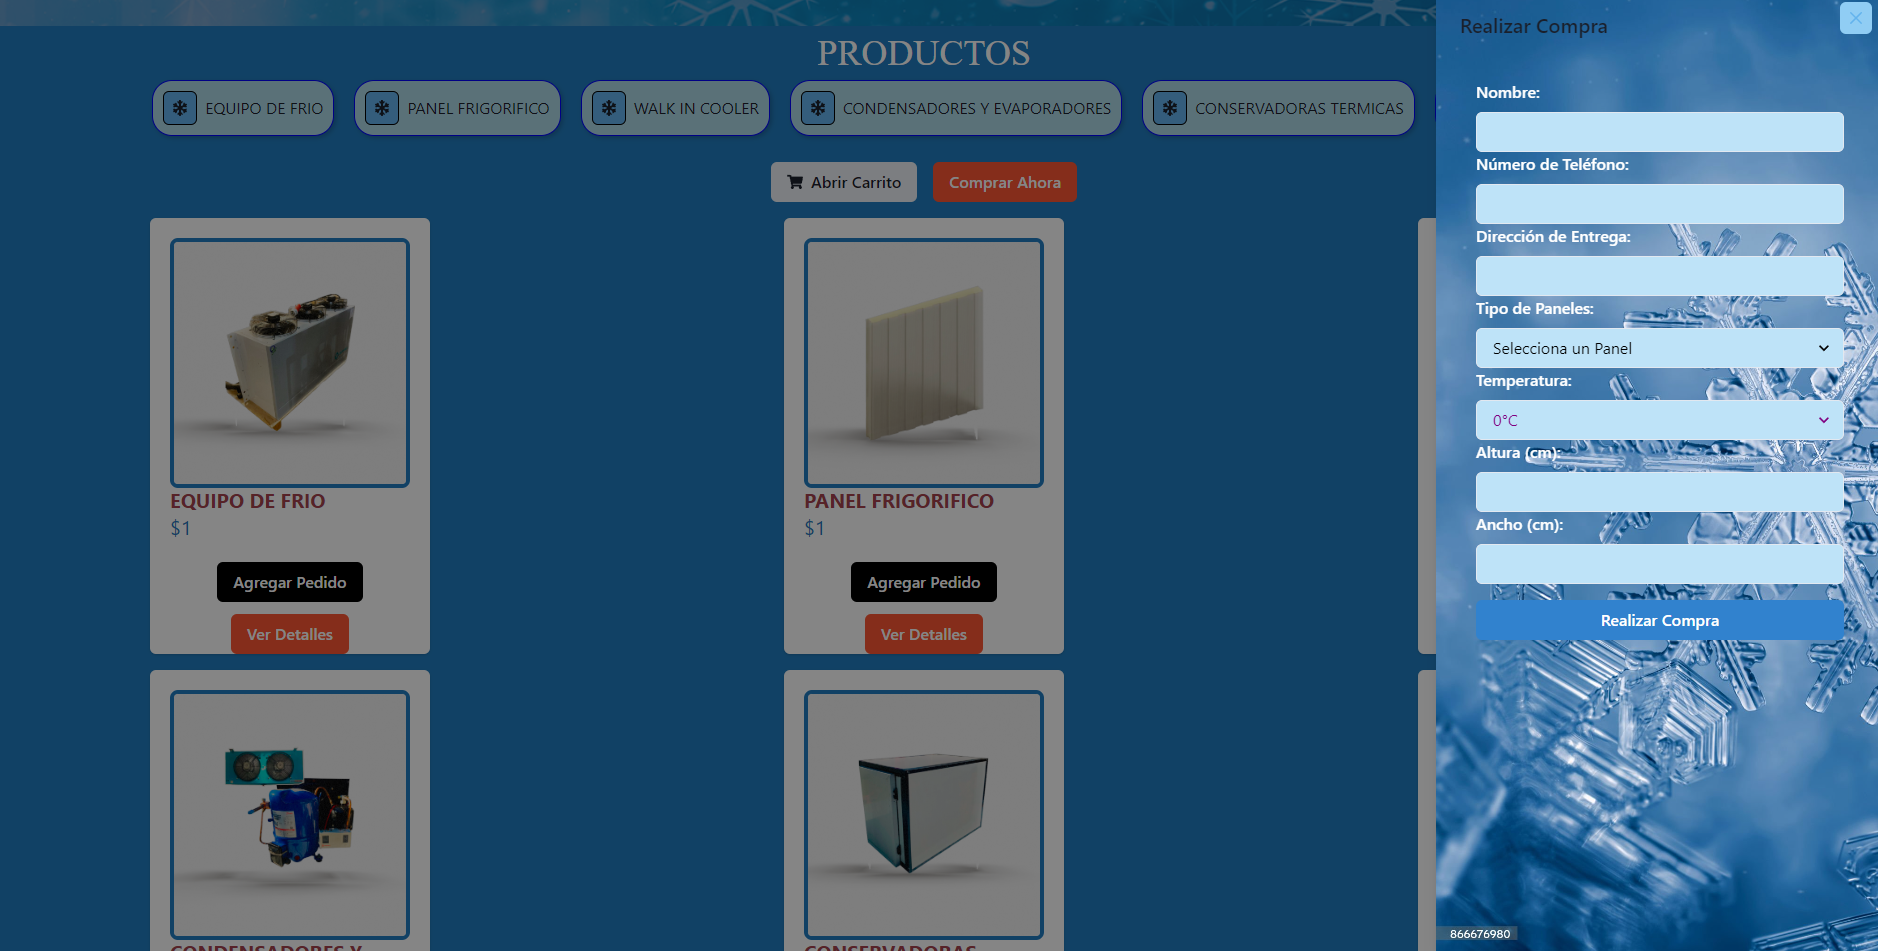 PRODUCTOS
EQUIPO DE FRIO
PANEL FRIGORIFICO
WALK IN COOLER
CONDENSADORES Y EVAPORADORES
CONSERVADORAS TERMICAS
Abrir Carrito
Comprar Ahora
EQUIPO DE FRIO
$1
Agregar Pedido
Ver Detalles
PANEL FRIGORIFICO
$1
Agregar Pedido
Ver Detalles
CONDENSADORES Y
CONSERVADORAS
Realizar Compra
Nombre:
Número de Teléfono:
Dirección de Entrega:
Tipo de Paneles:
Selecciona un Panel
Temperatura:
0°C
Altura (cm):
Ancho (cm):
Realizar Compra
866676980